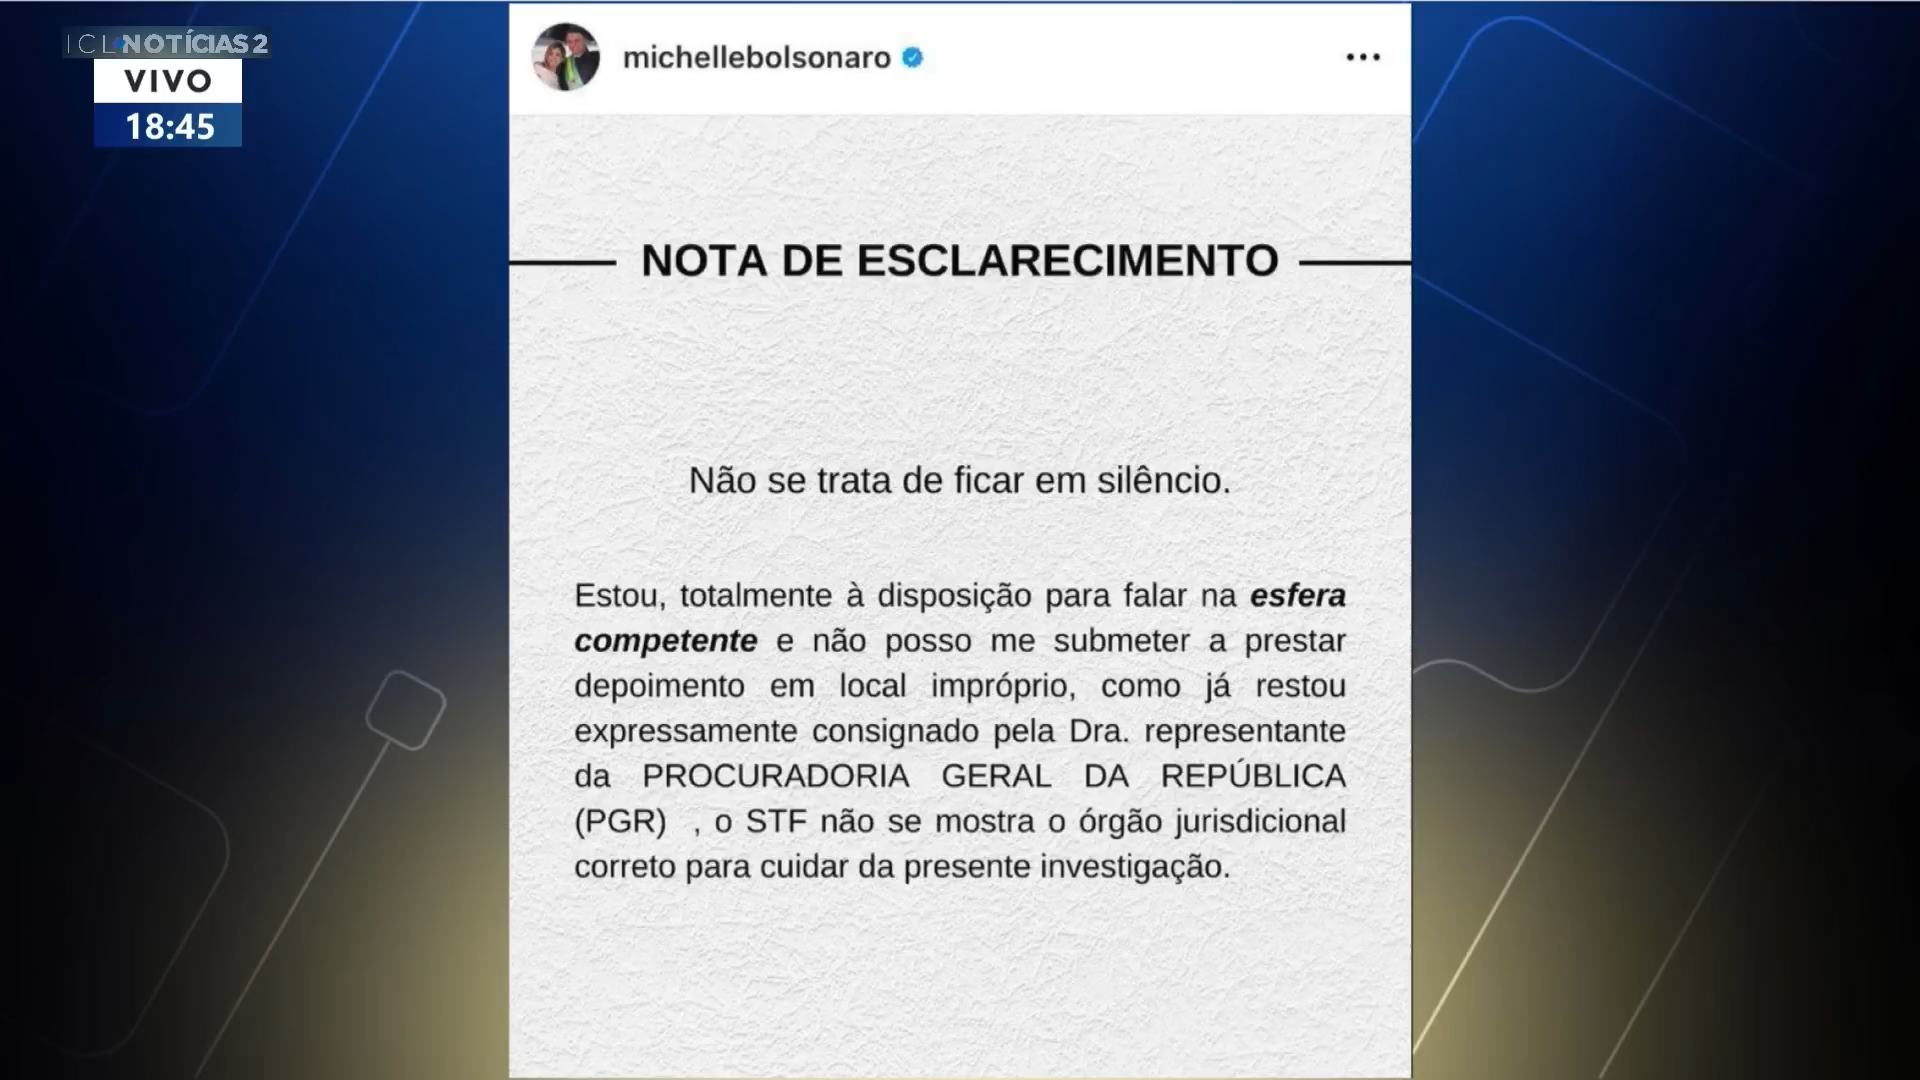 ICL NOTÍCIAS 2
VIVO
18:45
michellebolsonaro
NOTA DE ESCLARECIMENTO
Não se trata de ficar em silêncio.
Estou, totalmente à disposição para falar na esfera
competente e não posso me submeter a prestar
depoimento em local impróprio, como já restou
expressamente consignado pela Dra. representante
da PROCURADORIA GERAL DA REPÚBLICA
(PGR) , o STF não se mostra o órgão jurisdicional
correto para cuidar da presente investigação.